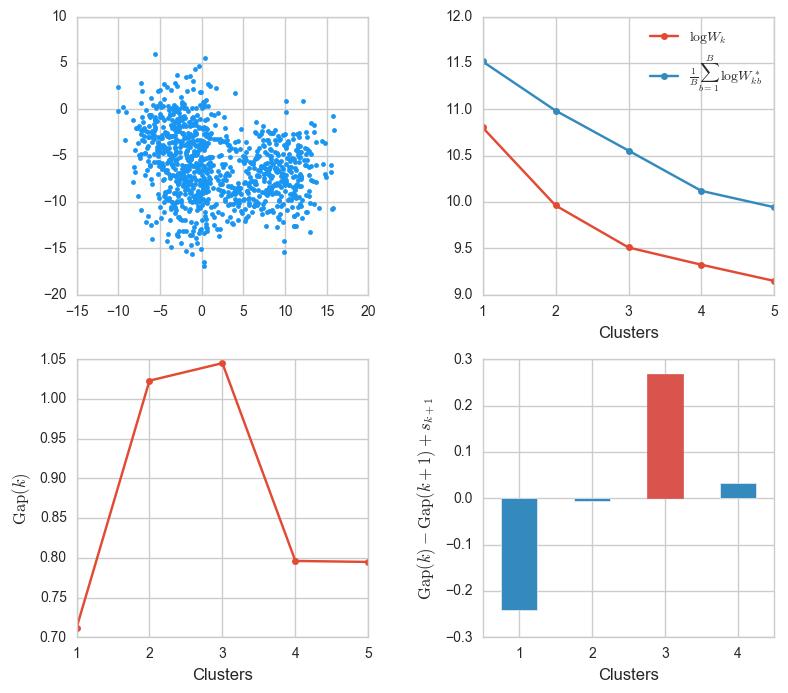 10
5
0
−5
−10
−15
−20
−15 −10 −5 0 5 10 15 20
12.0
11.5
11.0
10.5
10.0
9.5
9.0
log W_k
\frac{1}{B}\sum_{b=1}^{B} log W_{kb}^*
1 2 3 4 5
Clusters
1.05
1.00
0.95
0.90
0.85
0.80
0.75
0.70
Gap(k)
1 2 3 4 5
Clusters
0.3
0.2
0.1
0.0
−0.1
−0.2
−0.3
Gap(k) − Gap(k + 1) + s_{k+1}
1 2 3 4
Clusters